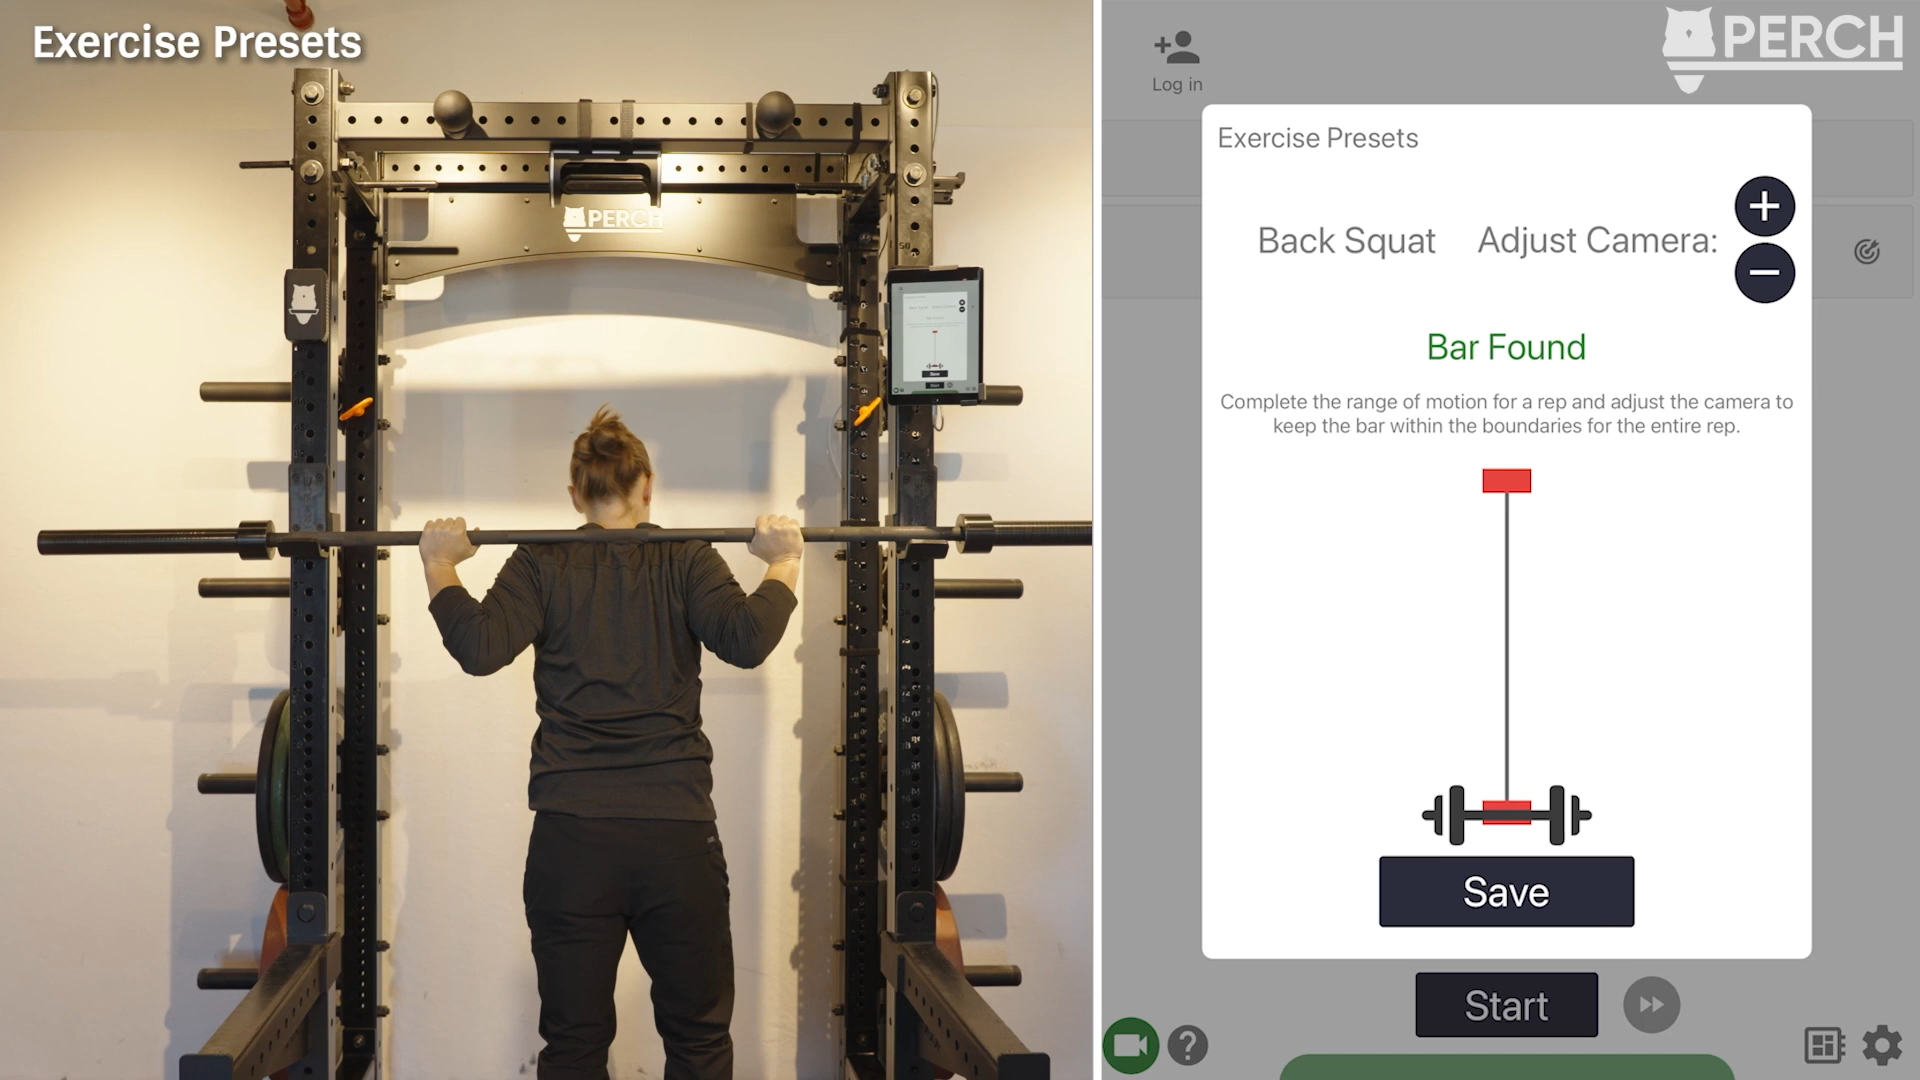 Exercise Presets
PERCH
Log in
PERCH
Exercise Presets
Back Squat
Adjust Camera:
Bar Found
Complete the range of motion for a rep and adjust the camera to
keep the bar within the boundaries for the entire rep.
Save
Start